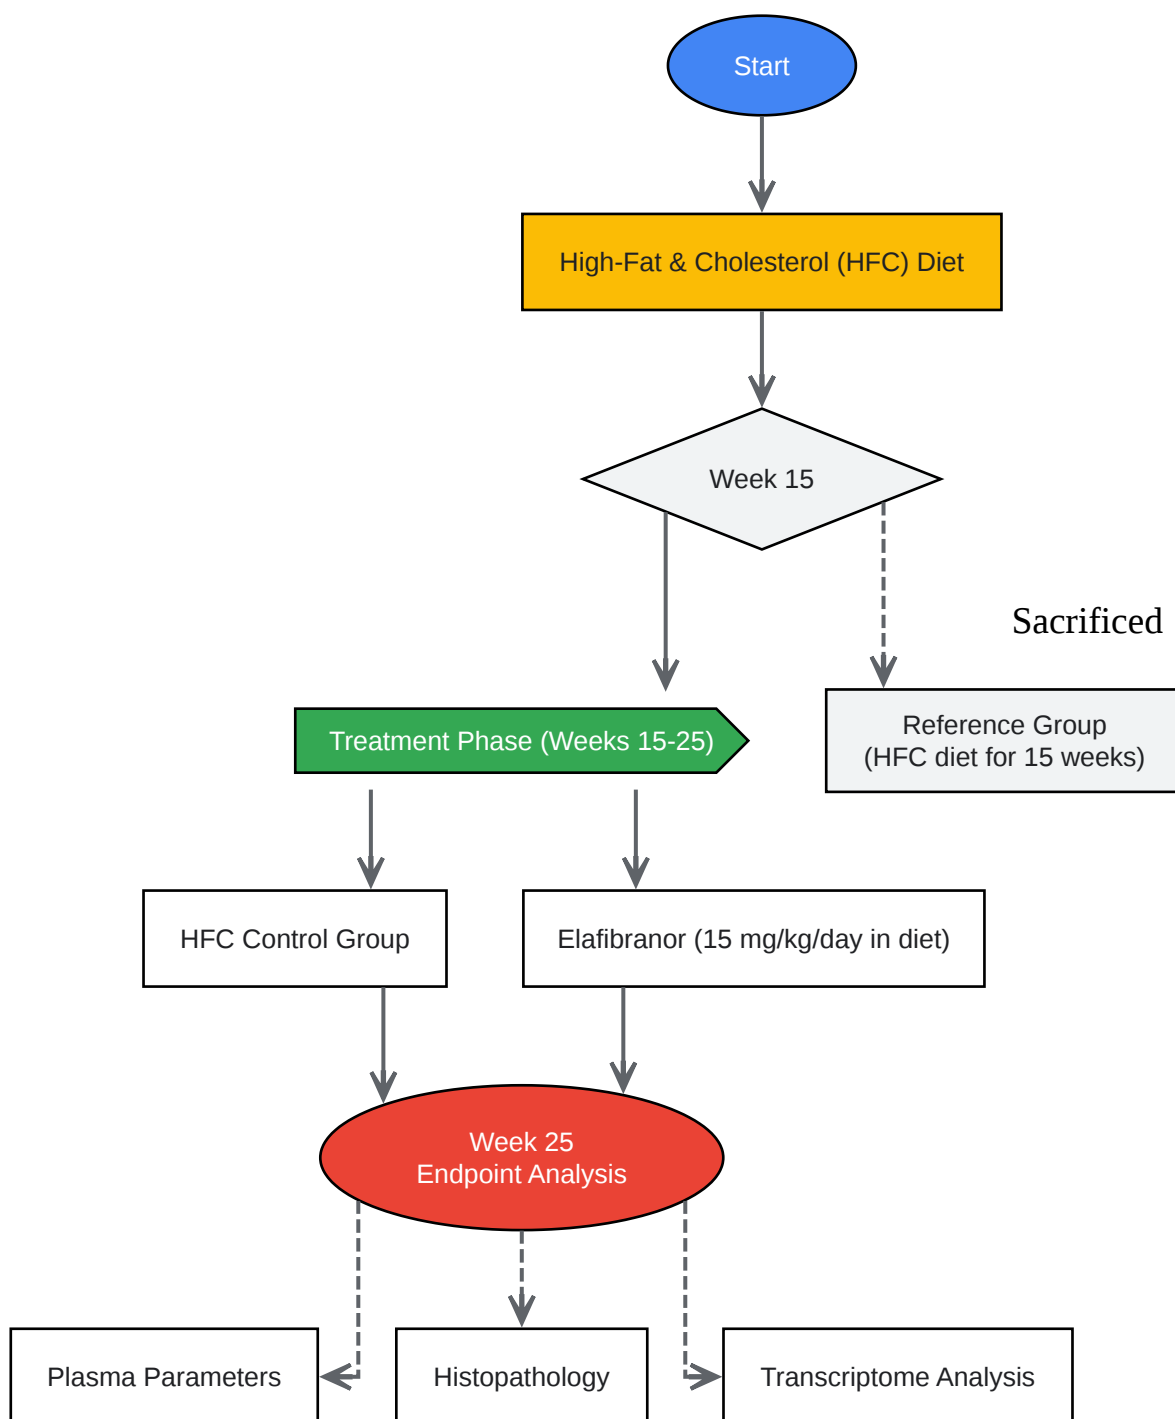 Start
High-Fat & Cholesterol (HFC) Diet
Week 15
Sacrificed
Treatment Phase (Weeks 15-25)
Reference Group
(HFC diet for 15 weeks)
HFC Control Group
Elafibranor (15 mg/kg/day in diet)
Week 25
Endpoint Analysis
Plasma Parameters
Histopathology
Transcriptome Analysis